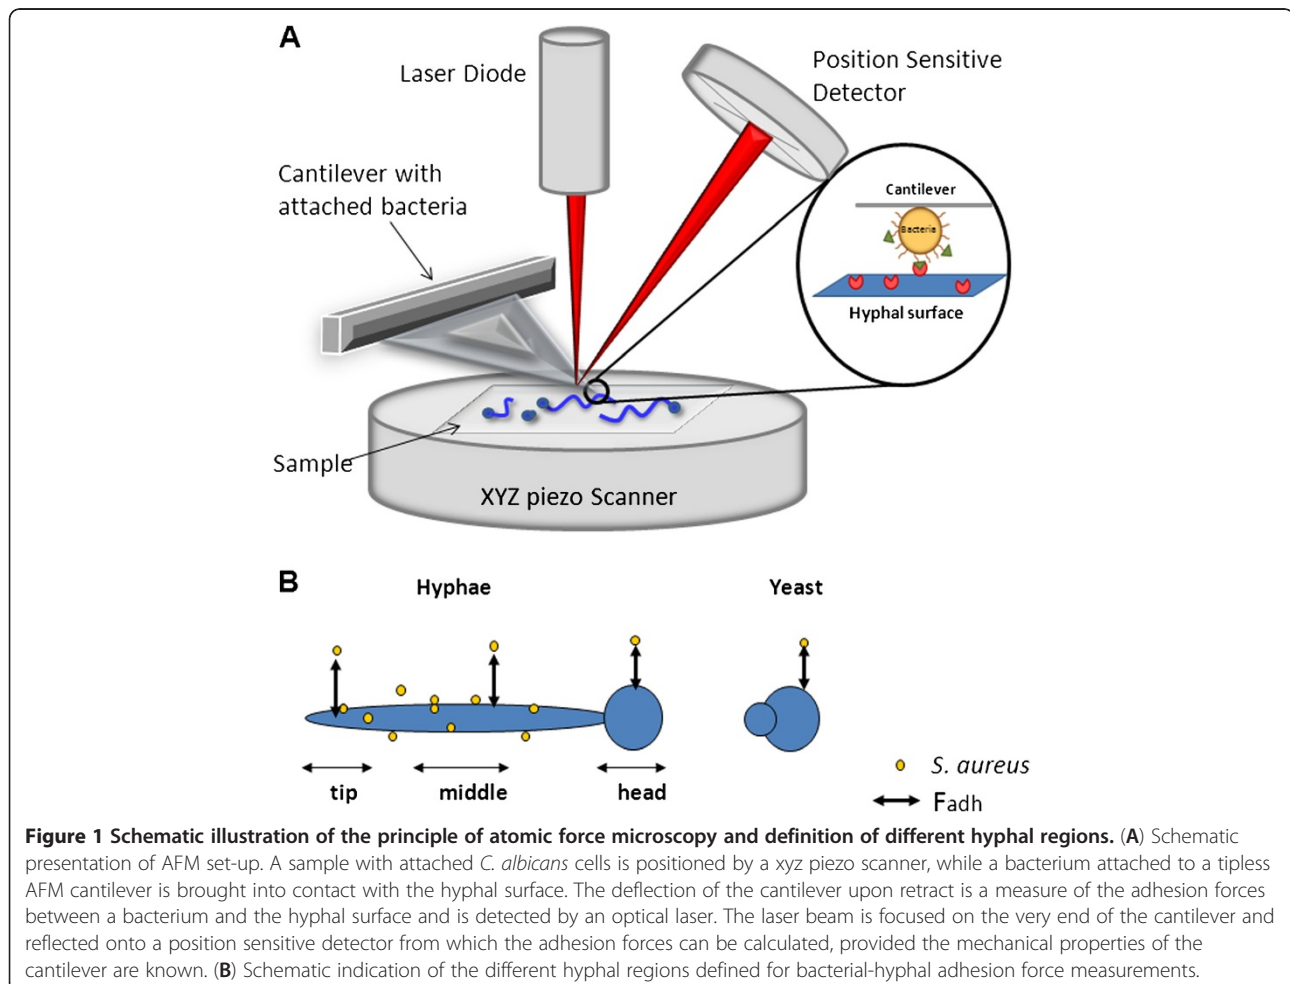 A
Laser Diode
Position Sensitive
Detector
Cantilever with
attached bacteria
Cantilever
Bacteria
Hyphal surface
Sample
XYZ piezo Scanner
B
Hyphae
Yeast
tip
middle
head
S. aureus
Fadh
Figure 1 Schematic illustration of the principle of atomic force microscopy and definition of different hyphal regions. (A) Schematic
presentation of AFM set-up. A sample with attached C. albicans cells is positioned by a xyz piezo scanner, while a bacterium attached to a tipless
AFM cantilever is brought into contact with the hyphal surface. The deflection of the cantilever upon retract is a measure of the adhesion forces
between a bacterium and the hyphal surface and is detected by an optical laser. The laser beam is focused on the very end of the cantilever and
reflected onto a position sensitive detector from which the adhesion forces can be calculated, provided the mechanical properties of the
cantilever are known. (B) Schematic indication of the different hyphal regions defined for bacterial-hyphal adhesion force measurements.